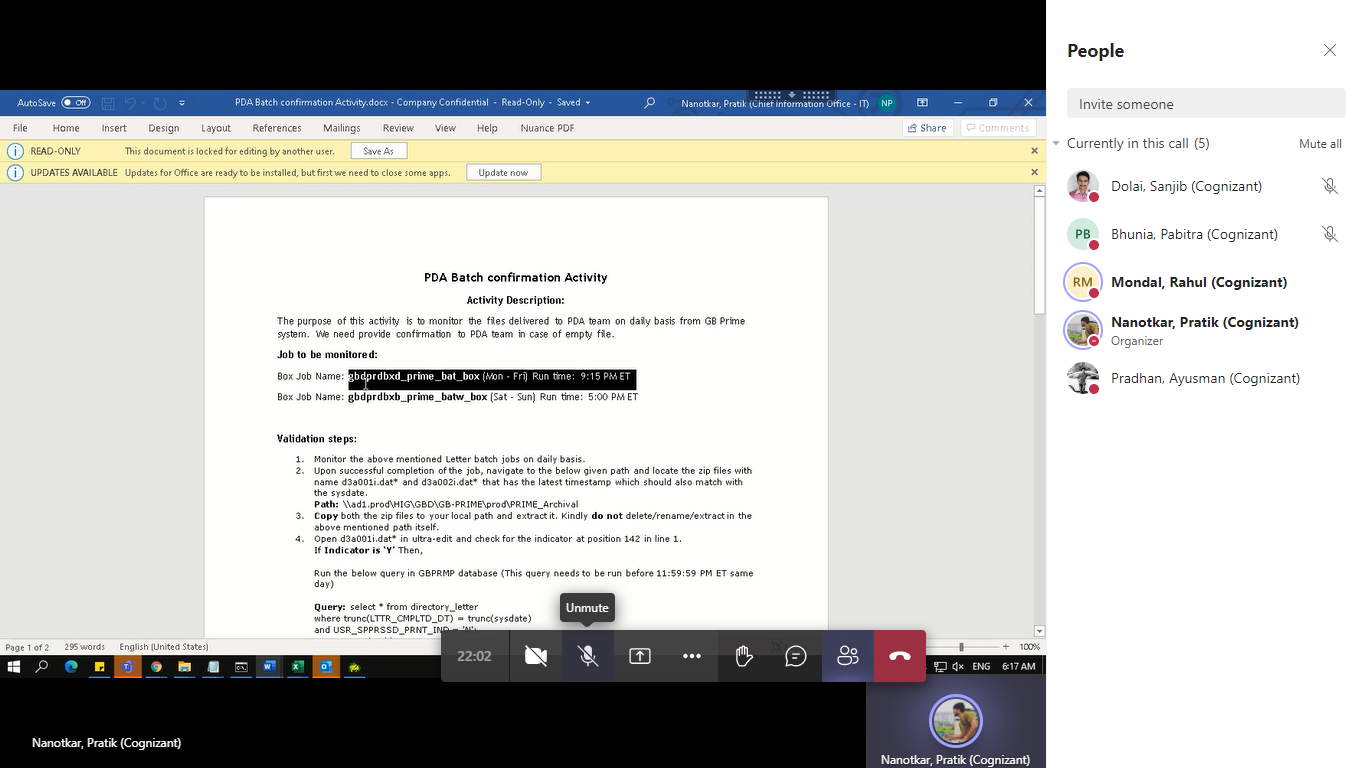 AutoSave Off
PDA Batch confirmation Activity.docx - Company Confidential - Read-Only - Saved
Nanotkar, Pratik (Chief Information Office - IT) NP
File Home Insert Design Layout References Mailings Review View Help Nuance PDF Share Comments
READ-ONLY This document is locked for editing by another user. Save As
UPDATES AVAILABLE Updates for Office are ready to be installed, but first we need to close some apps. Update now
PDA Batch confirmation Activity
Activity Description:
The purpose of this activity is to monitor the files delivered to PDA team on daily basis from GB Prime
system. We need provide confirmation to PDA team in case of empty file.
Job to be monitored:
Box Job Name: gbdprdbxd_prime_bat_box (Mon - Fri) Run time: 9:15 PM ET
Box Job Name: gbdprdbxb_prime_batw_box (Sat - Sun) Run time: 5:00 PM ET
Validation steps:
1. Monitor the above mentioned Letter batch jobs on daily basis.
2. Upon successful completion of the job, navigate to the below given path and locate the zip files with
name d3a001i.dat* and d3a002i.dat* that has the latest timestamp which should also match with
the sysdate.
Path: \\ad1.prod\HIG\GBD\GB-PRIME\prod\PRIME_Archival
3. Copy both the zip files to your local path and extract it. Kindly do not delete/rename/extract in the
above mentioned path itself.
4. Open d3a001i.dat* in ultra-edit and check for the indicator at position 142 in line 1.
If Indicator is 'Y' Then,
Run the below query in GBPRMP database (This query needs to be run before 11:59:59 PM ET same
day)
Query: select * from directory_letter
where trunc(LTTR_CMPLTD_DT) = trunc(sysdate)
and USR_SPPRSSD_PRNT_IND = 'N';
Unmute
Page 1 of 2 295 words English (United States)
100%
22:02
ENG 6:17 AM
Nanotkar, Pratik (Cognizant)
Nanotkar, Pratik (Cognizant)
People
Invite someone
Currently in this call (5) Mute all
Dolai, Sanjib (Cognizant)
PB Bhunia, Pabitra (Cognizant)
RM Mondal, Rahul (Cognizant)
Nanotkar, Pratik (Cognizant)
Organizer
Pradhan, Ayusman (Cognizant)